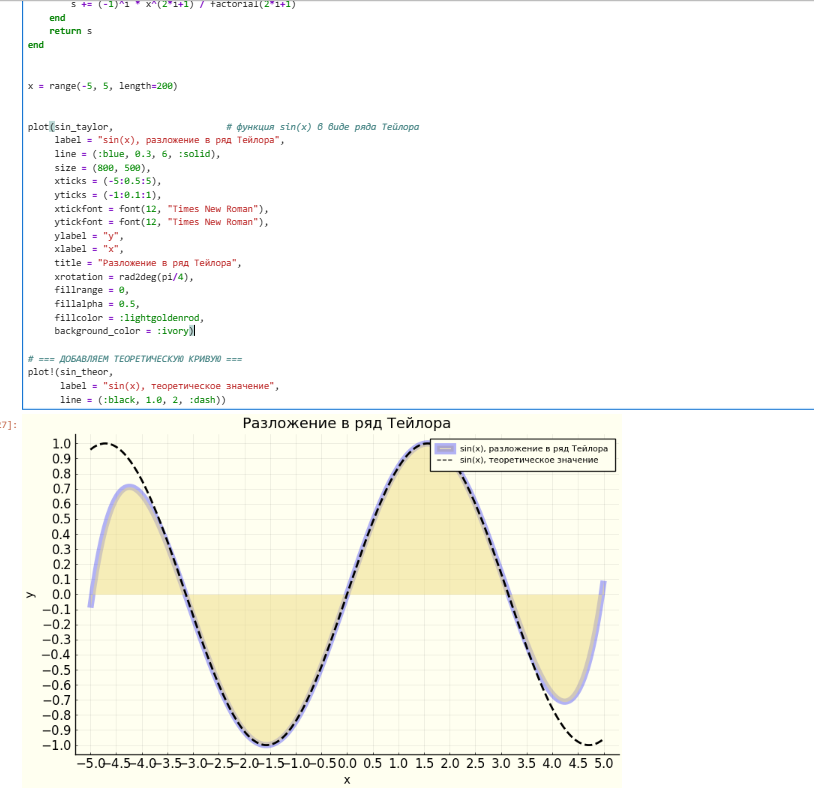 s += (-1)^i * x^(2*i+1) / factorial(2*i+1)
end
return s
end
x = range(-5, 5, length=200)
plot(sin_taylor, # функция sin(x) в виде ряда Тейлора
label = "sin(x), разложение в ряд Тейлора",
line = (:blue, 0.3, 6, :solid),
size = (800, 500),
xticks = (-5:0.5:5),
yticks = (-1:0.1:1),
xtickfont = font(12, "Times New Roman"),
ytickfont = font(12, "Times New Roman"),
ylabel = "y",
xlabel = "x",
title = "Разложение в ряд Тейлора",
xrotation = rad2deg(pi/4),
fillrange = 0,
fillalpha = 0.5,
fillcolor = :lightgoldenrod,
background_color = :ivory)
# === ДОБАВЛЯЕМ ТЕОРЕТИЧЕСКУЮ КРИВУЮ ===
plot!(sin_theor,
label = "sin(x), теоретическое значение",
line = (:black, 1.0, 2, :dash))
7]:
Разложение в ряд Тейлора
sin(x), разложение в ряд Тейлора
sin(x), теоретическое значение
1.0
0.9
0.8
0.7
0.6
0.5
0.4
0.3
0.2
0.1
0.0
−0.1
−0.2
−0.3
−0.4
−0.5
−0.6
−0.7
−0.8
−0.9
−1.0
y
−5.0 −4.5 −4.0 −3.5 −3.0 −2.5 −2.0 −1.5 −1.0 −0.5 0.0 0.5 1.0 1.5 2.0 2.5 3.0 3.5 4.0 4.5 5.0
x